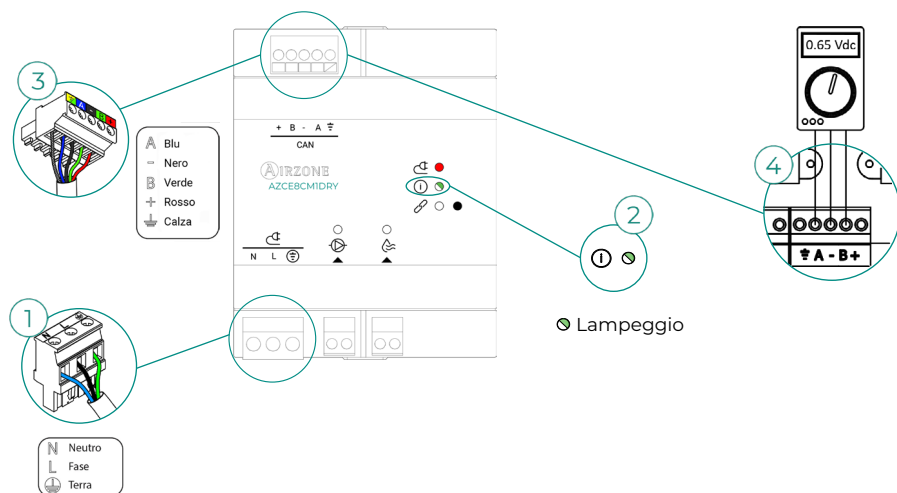 3
A Blu
- Nero
B Verde
+ Rosso
Calza
+ B - A
CAN
AIRZONE
AZCE8CM1DRY
N L
0.65 Vdc
4
A - B +
2
Lampeggio
1
N Neutro
L Fase
Terra